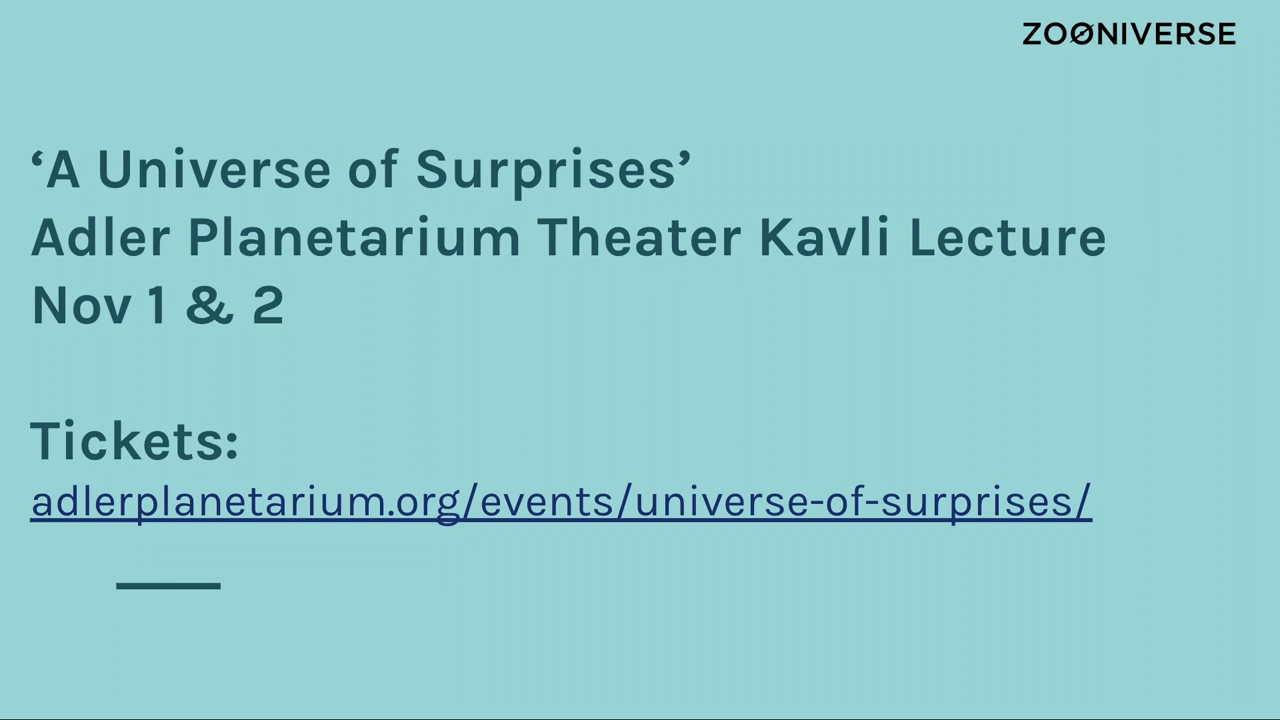 ZOØNIVERSE
‘A Universe of Surprises’
Adler Planetarium Theater Kavli Lecture
Nov 1 & 2
Tickets:
adlerplanetarium.org/events/universe-of-surprises/